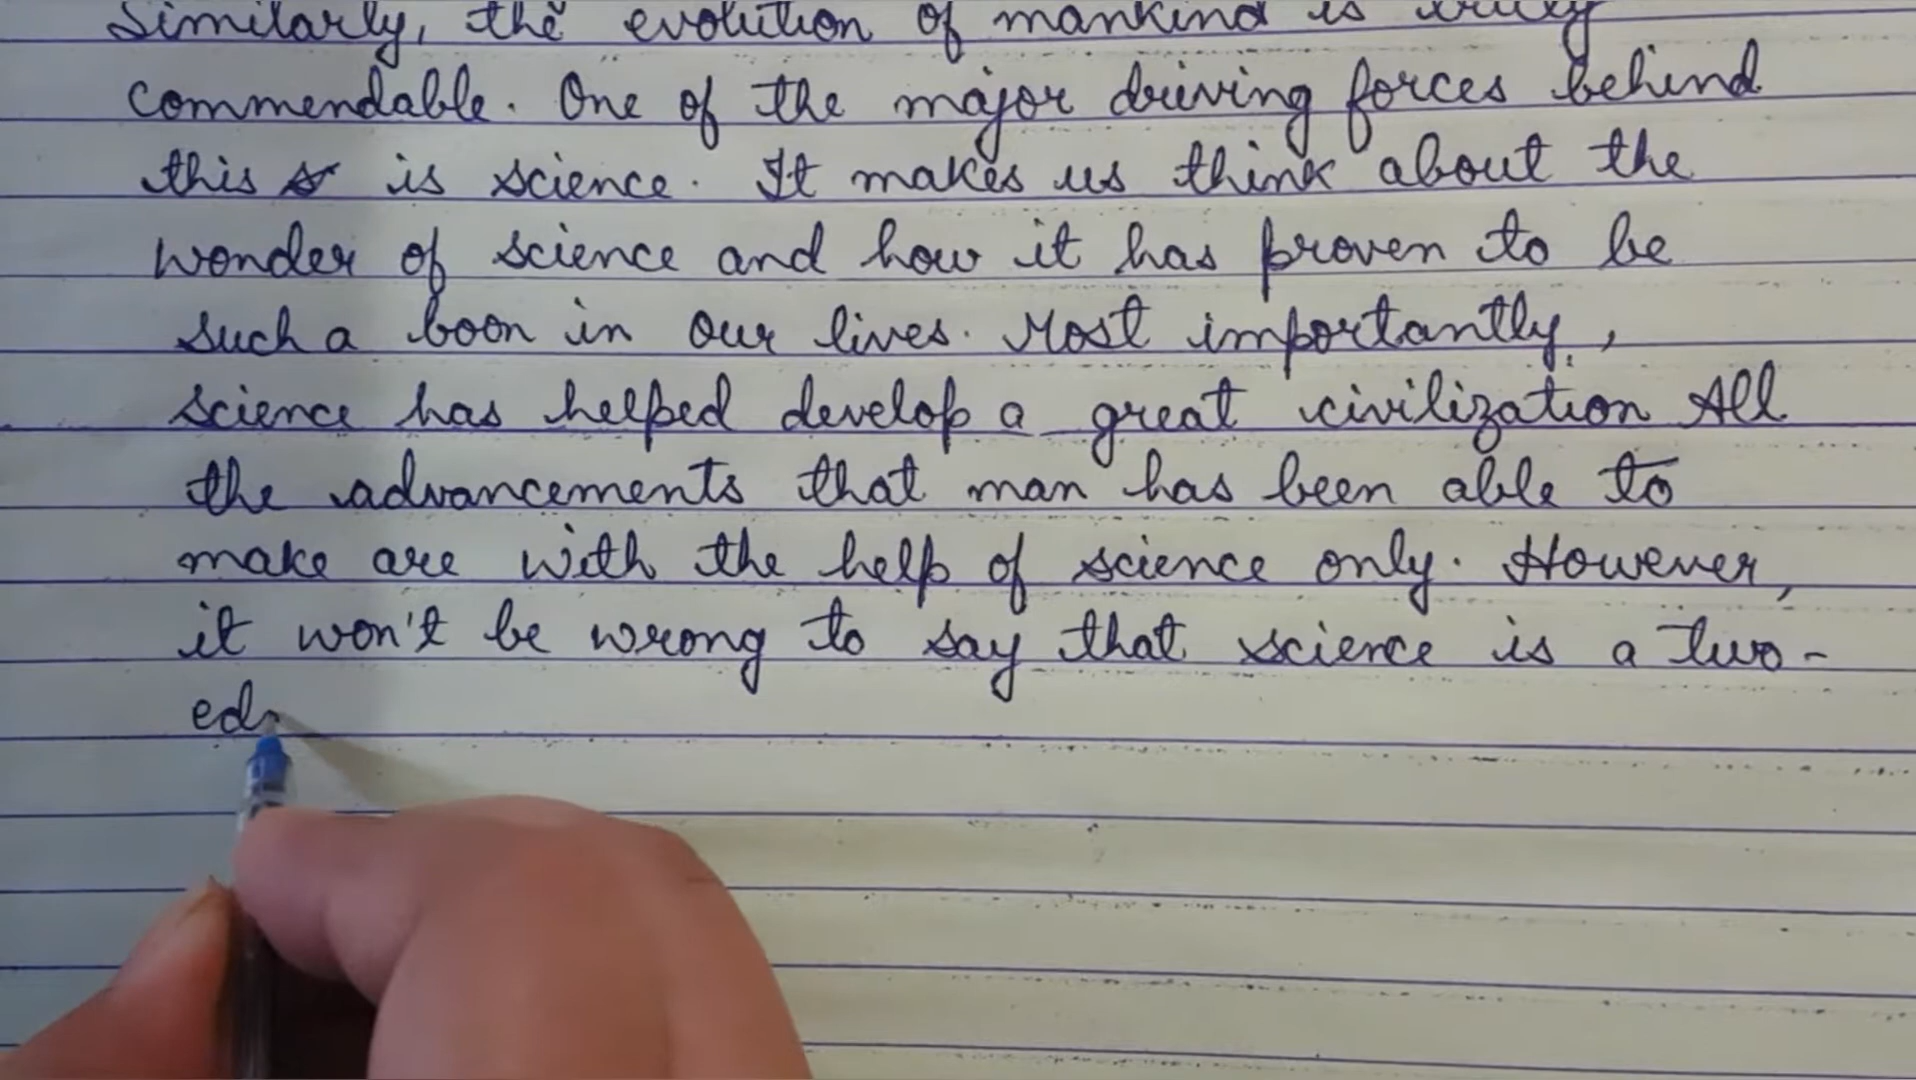 Similarly, the evolution of mankind is truly
commendable. One of the major driving forces behind
this is science. It makes us think about the
wonder of science and how it has proven to be
such a boon in our lives. Most importantly,
science has helped develop a great civilization All
the advancements that man has been able to
make are with the help of science only. However,
it won't be wrong to say that science is a two-
ed